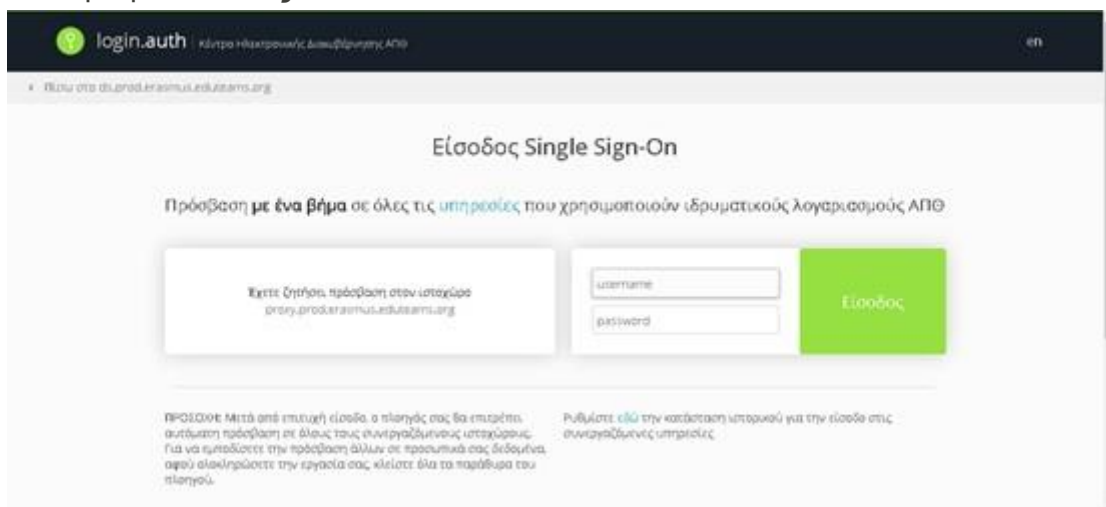 login.auth Κέντρο Ηλεκτρονικής Διακυβέρνησης ΑΠΘ
en
Πίσω στο ds.prod.erasmus.eduteams.org
Είσοδος Single Sign-On
Πρόσβαση με ένα βήμα σε όλες τις υπηρεσίες που χρησιμοποιούν ιδρυματικούς λογαριασμούς ΑΠΘ
Έχετε ζητήσει πρόσβαση στον ιστοχώρο
proxy.prod.erasmus.eduteams.org
username
password
Είσοδος
ΠΡΟΣΟΧΗ: Μετά από επιτυχή είσοδο, ο πλοηγός σας θα επιτρέπει
αυτόματη πρόσβαση σε όλους τους συνεργαζόμενους ιστοχώρους.
Για να εμποδίσετε την πρόσβαση άλλων σε προσωπικά σας δεδομένα,
αφού ολοκληρώσετε την εργασία σας, κλείστε όλα τα παράθυρα του
πλοηγού.
Ρυθμίστε εδώ την κατάσταση ιστορικού για την είσοδο στις
συνεργαζόμενες υπηρεσίες